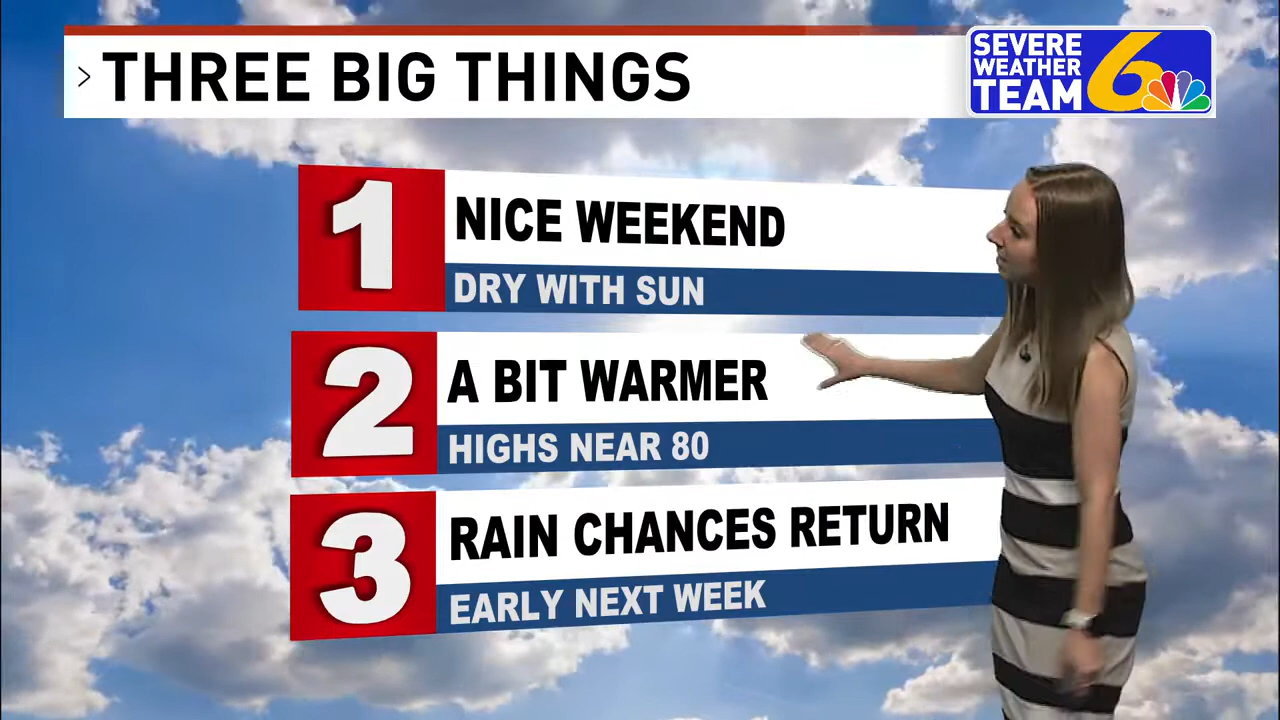 > THREE BIG THINGS
SEVERE
WEATHER
TEAM
6
1
NICE WEEKEND
DRY WITH SUN
2
A BIT WARMER
HIGHS NEAR 80
3
RAIN CHANCES RETURN
EARLY NEXT WEEK